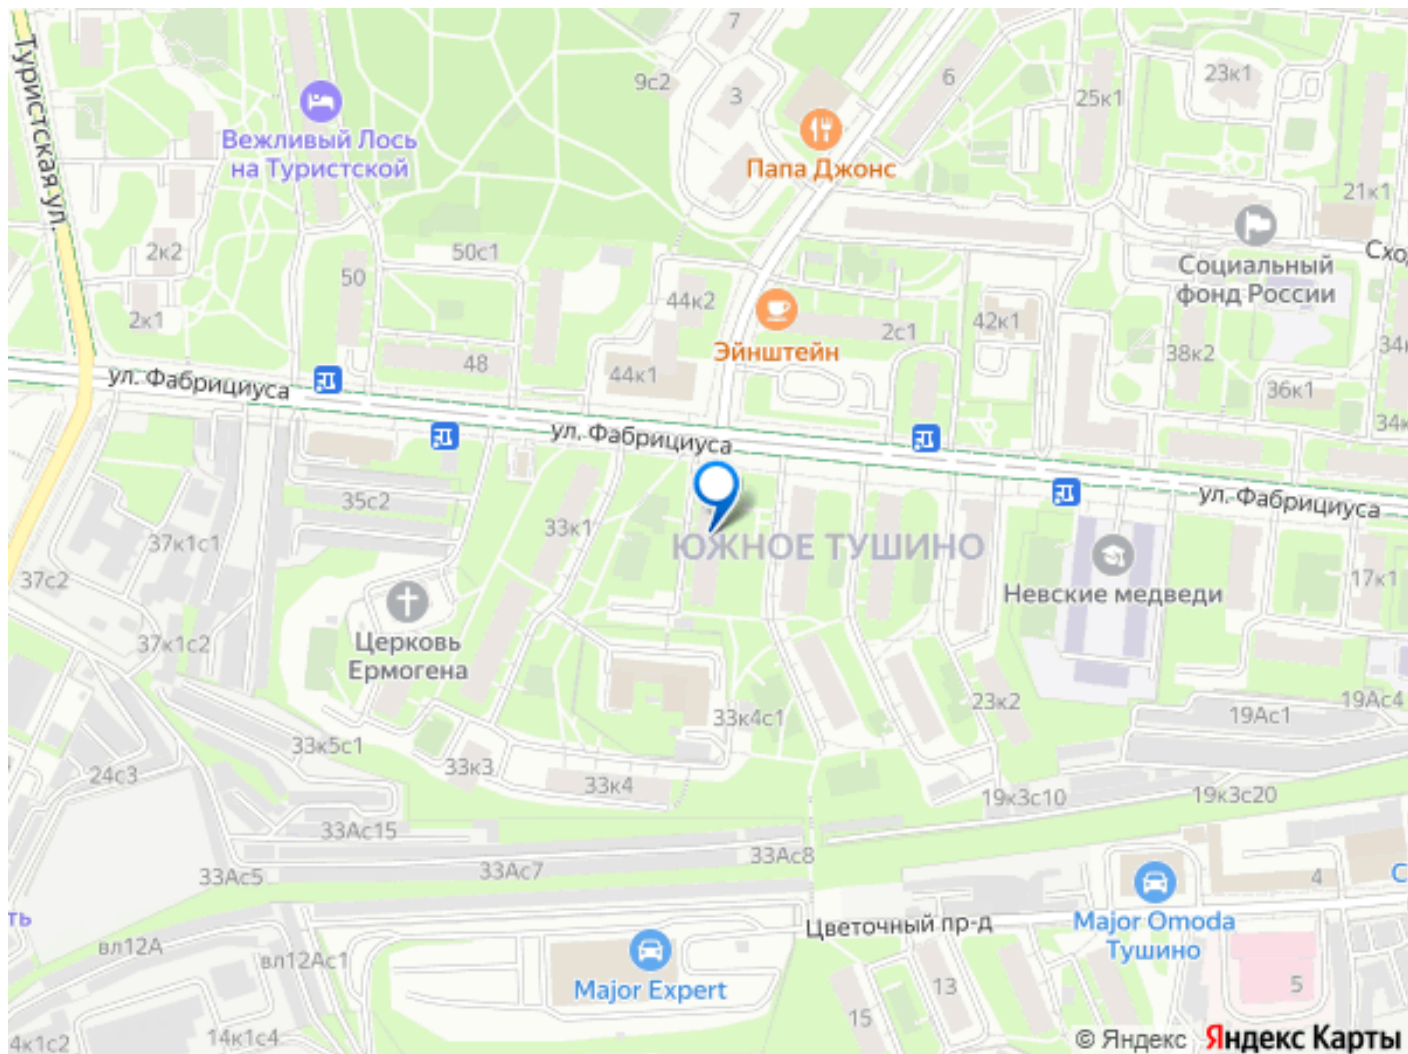 7
9с2
3
6
23к1
25к1
Туристская ул.
Вежливый Лось
на Туристской
Папа Джонс
21к1
2к2
50с1
50
Социальный
фонд России
44к2
2к1
2с1
42к1
Эйнштейн
38к2
48
44к1
36к1
ул. Фабрициуса
ул. Фабрициуса
ул. Фабрициуса
35с2
33к1
37к1с1
ЮЖНОЕ ТУШИНО
37с2
17к1
Невские медведи
37к1с2
Церковь
Ермогена
23к2
19Ас4
33к4с1
19Ас1
33к5с1
33к3
24с3
33к4
19к3с10
19к3с20
33Ас15
33Ас8
33Ас5
33Ас7
4
Цветочный пр-д
Major Omoda
Тушино
вл12А
вл12Ас1
Major Expert
13
5
15
14к1с4
4к1с2
© Яндекс
Яндекс Карты